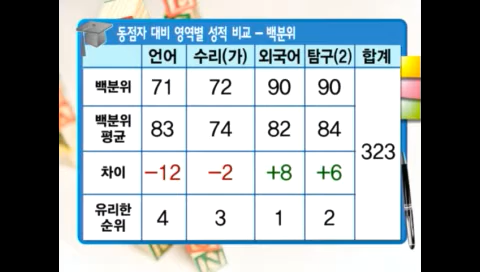 동점자 대비 영역별 성적 비교 – 백분위
언어 수리(가) 외국어 탐구(2) 합계
백분위 71 72 90 90
백분위
평균 83 74 82 84
323
차이 −12 −2 +8 +6
유리한
순위 4 3 1 2